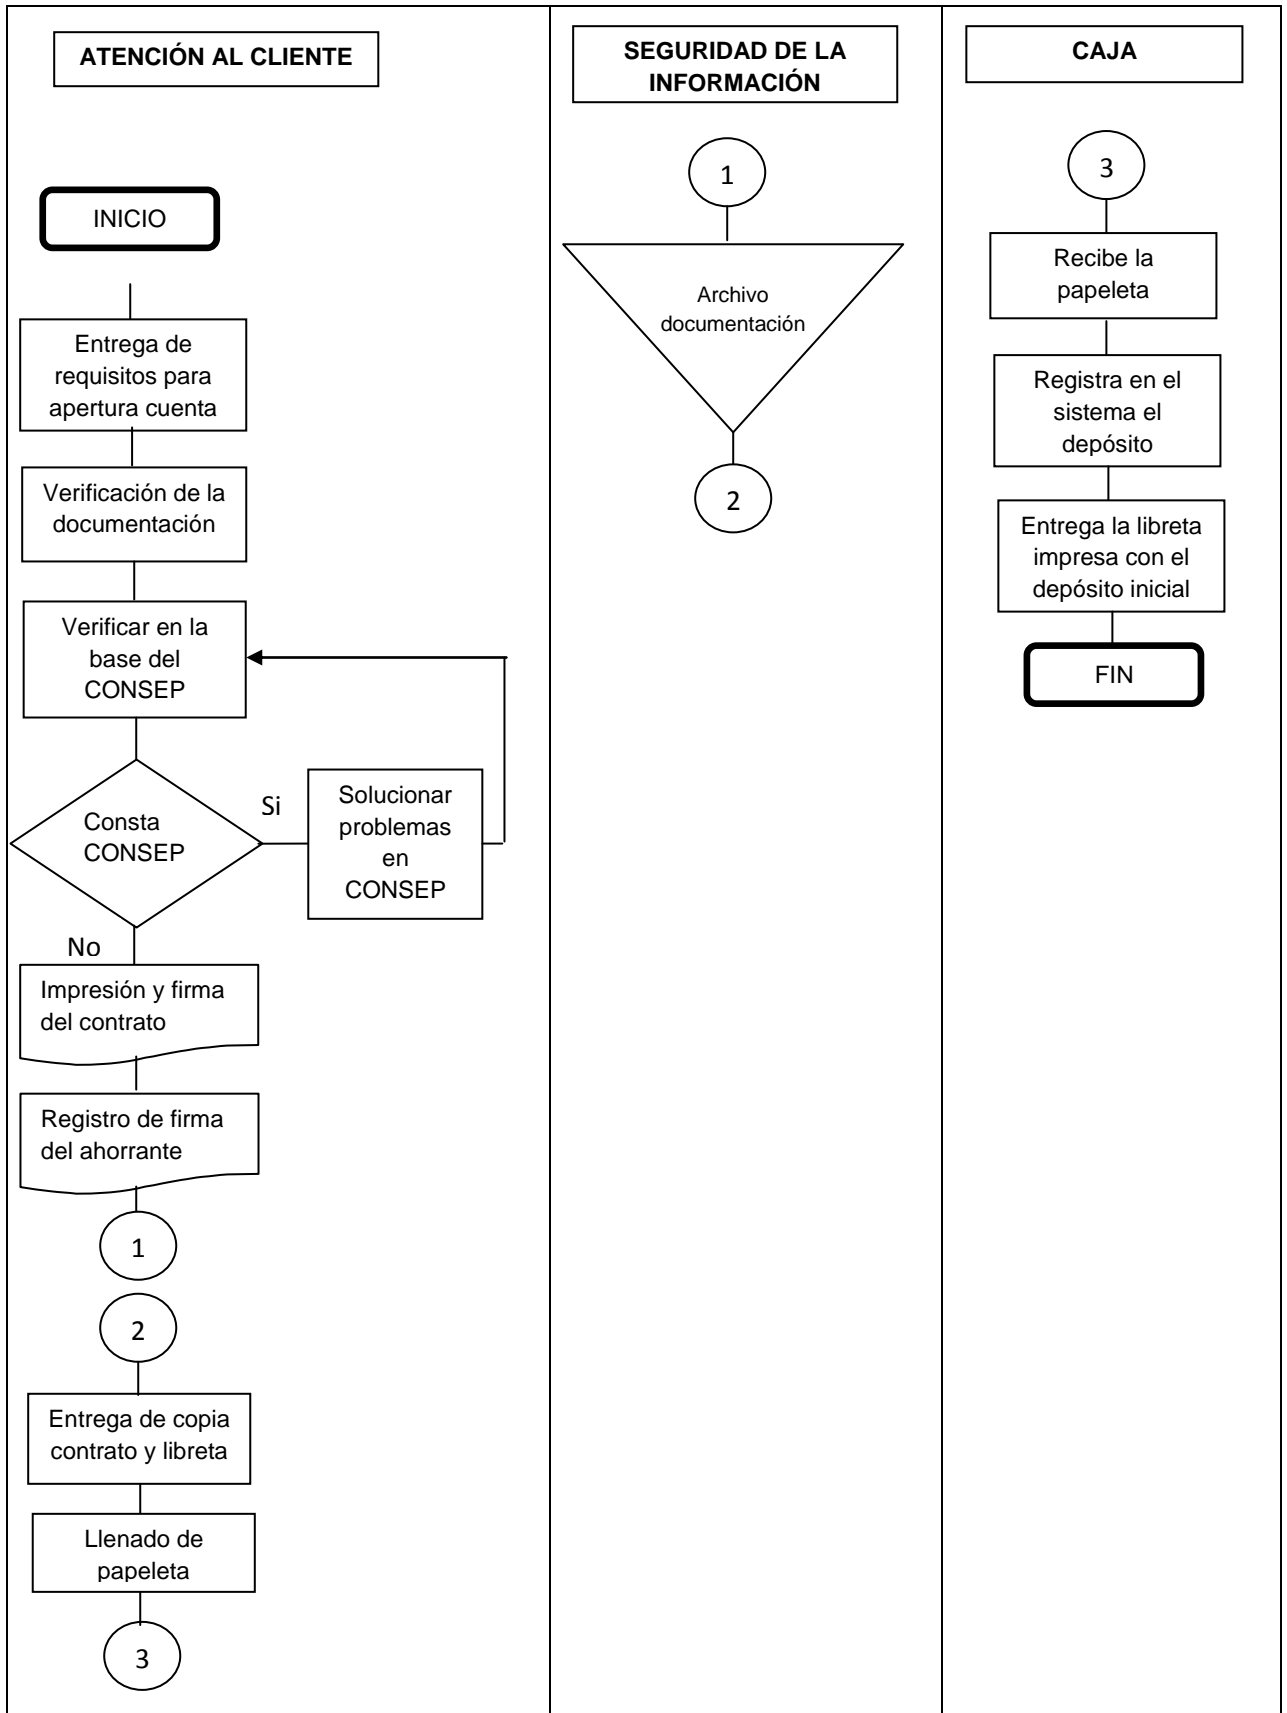 ATENCIÓN AL CLIENTE
INICIO
Entrega de
requisitos para
apertura cuenta
Verificación de la
documentación
Verificar en la
base del
CONSEP
Consta
CONSEP
Si
Solucionar
problemas
en
CONSEP
No
Impresión y firma
del contrato
Registro de firma
del ahorrante
1
2
Entrega de copia
contrato y libreta
Llenado de
papeleta
3
SEGURIDAD DE LA
INFORMACIÓN
1
Archivo
documentación
2
CAJA
3
Recibe la
papeleta
Registra en el
sistema el
depósito
Entrega la libreta
impresa con el
depósito inicial
FIN